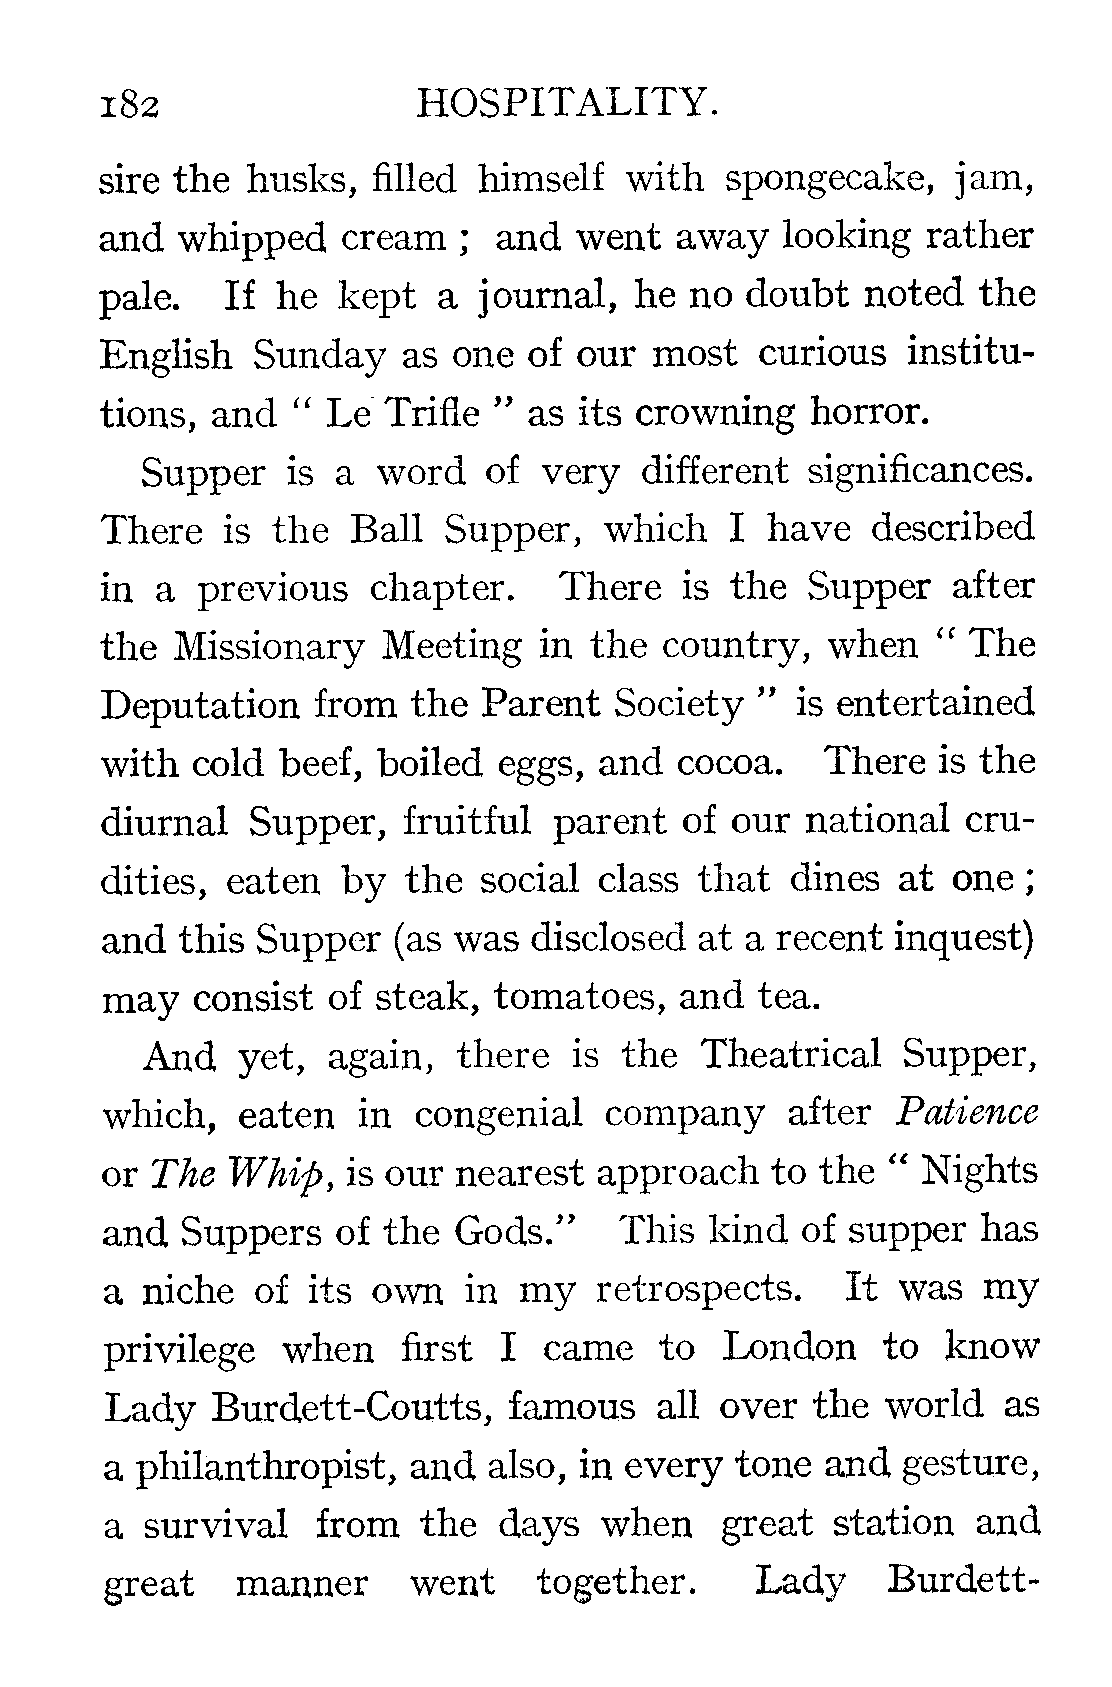 182 HOSPITALITY.
sire the husks, filled himself with spongecake, jam,
and whipped cream ; and went away looking rather
pale. If he kept a journal, he no doubt noted the
English Sunday as one of our most curious institu-
tions, and “ Le Trifle ” as its crowning horror.
Supper is a word of very different significances.
There is the Ball Supper, which I have described
in a previous chapter. There is the Supper after
the Missionary Meeting in the country, when “ The
Deputation from the Parent Society ” is entertained
with cold beef, boiled eggs, and cocoa. There is the
diurnal Supper, fruitful parent of our national cru-
dities, eaten by the social class that dines at one ;
and this Supper (as was disclosed at a recent inquest)
may consist of steak, tomatoes, and tea.
And yet, again, there is the Theatrical Supper,
which, eaten in congenial company after Patience
or The Whip, is our nearest approach to the “ Nights
and Suppers of the Gods.” This kind of supper has
a niche of its own in my retrospects. It was my
privilege when first I came to London to know
Lady Burdett-Coutts, famous all over the world as
a philanthropist, and also, in every tone and gesture,
a survival from the days when great station and
great manner went together. Lady Burdett-